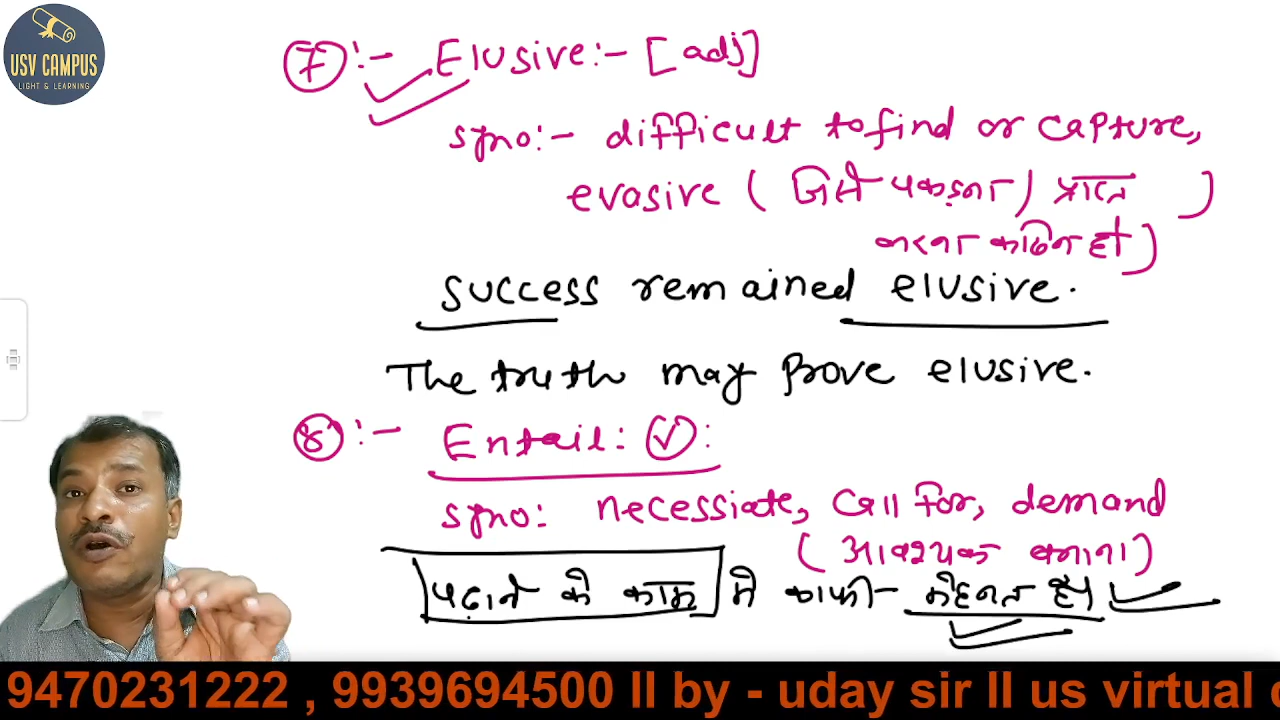 USV CAMPUS
LIGHT & LEARNING
7 :- Elusive:- [adj]
syno:- difficult to find or capture,
evasive ( जिसे पकड़ना / प्राप्त )
करना कठिन हो )
success remained elusive.
The truth may prove elusive.
8 :- Entail: V :
syno: necessiate, call for, demand
( आवश्यक बनाना )
पढ़ाने के काम में काफी मेहनत है।
9470231222 , 9939694500 II by - uday sir II us virtual c